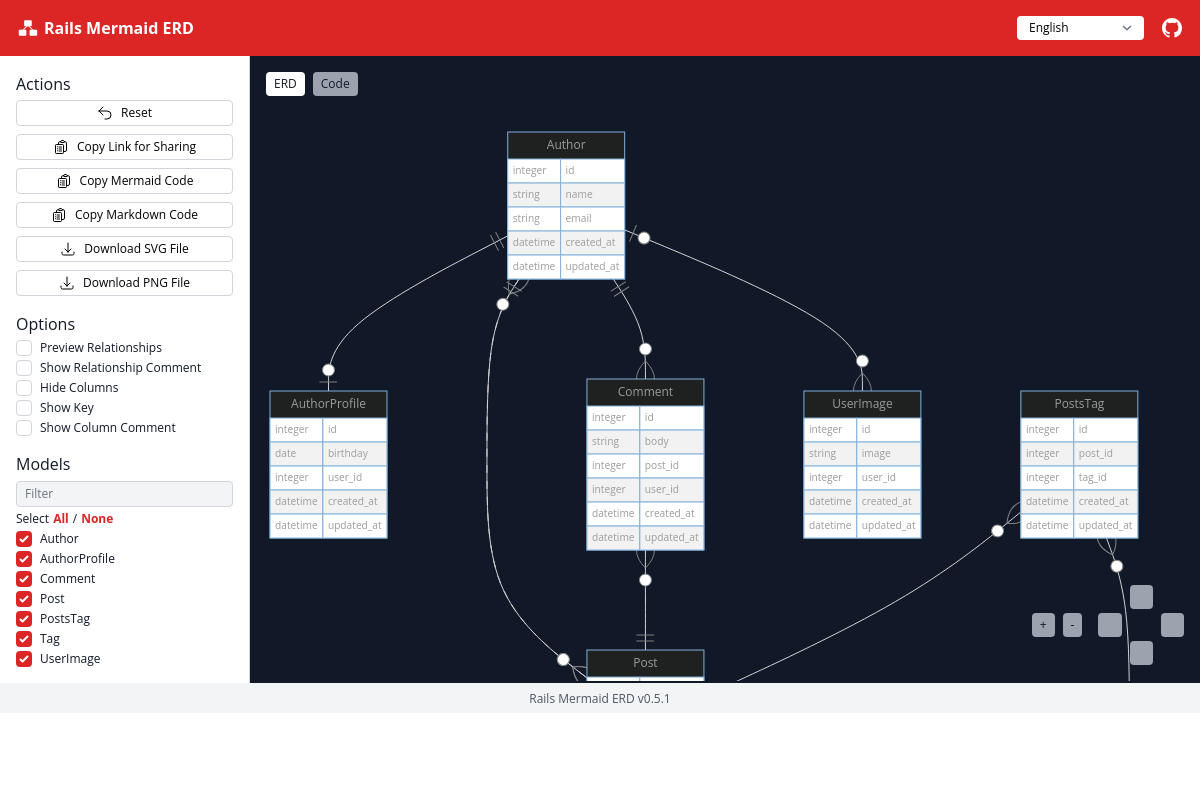 Rails Mermaid ERD
English
Actions
Reset
Copy Link for Sharing
Copy Mermaid Code
Copy Markdown Code
Download SVG File
Download PNG File
Options
Preview Relationships
Show Relationship Comment
Hide Columns
Show Key
Show Column Comment
Models
Filter
Select All / None
Author
AuthorProfile
Comment
Post
PostsTag
Tag
UserImage
ERD
Code
Author
integer id
string name
string email
datetime created_at
datetime updated_at
AuthorProfile
integer id
date birthday
integer user_id
datetime created_at
datetime updated_at
Comment
integer id
string body
integer post_id
integer user_id
datetime created_at
datetime updated_at
UserImage
integer id
string image
integer user_id
datetime created_at
datetime updated_at
PostsTag
integer id
integer post_id
integer tag_id
datetime created_at
datetime updated_at
Post
+
-
Rails Mermaid ERD v0.5.1